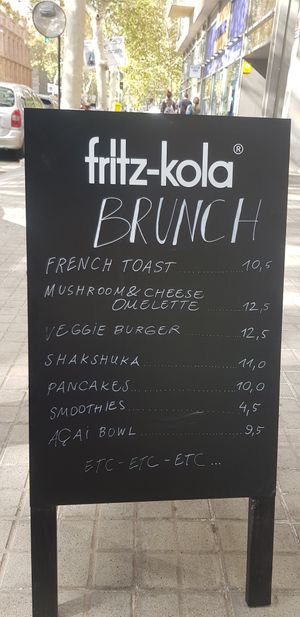 fritz-kola®
BRUNCH
FRENCH TOAST ............ 10,5
MUSHROOM & CHEESE
OMELETTE ...... 12,5
VEGGIE BURGER ............ 12,5
SHAKSHUKA ............ 11,0
PANCAKES ............ 10,0
SMOOTHIES ............ 4,5
AÇAI BOWL ............ 9,5
ETC-ETC-ETC...